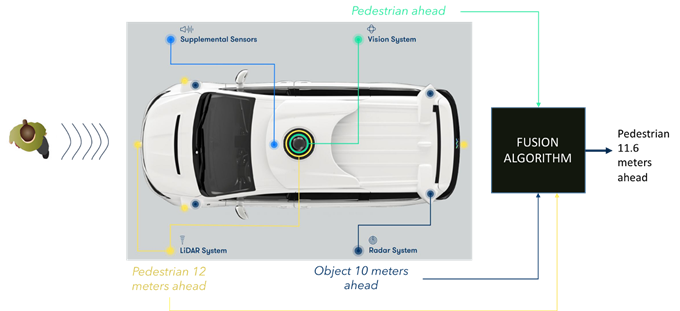 Pedestrian ahead
Supplemental Sensors
Vision System
FUSION
ALGORITHM
Pedestrian
11.6
meters
ahead
LiDAR System
Radar System
Pedestrian 12
meters ahead
Object 10 meters
ahead